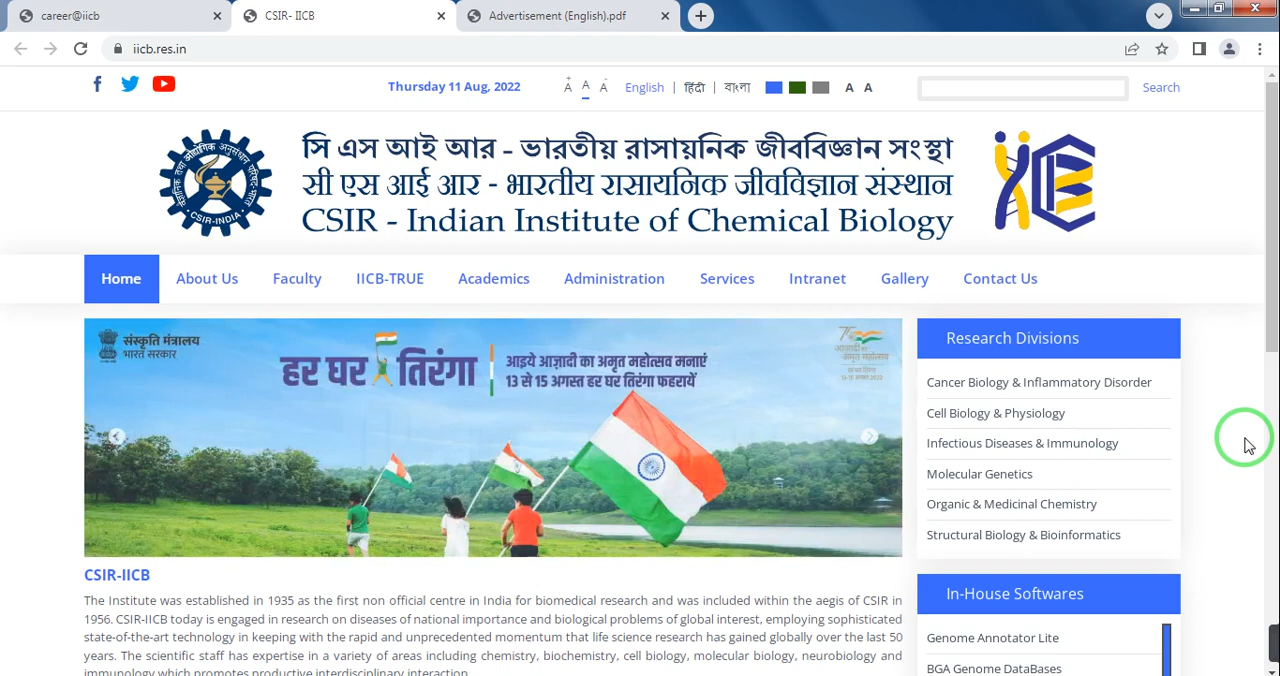 career@iicb
CSIR- IICB
Advertisement (English).pdf
iicb.res.in
Thursday 11 Aug, 2022
A A A English | हिंदी | বাংলা A A Search
সি এস আই আর - ভারতীয় রাসায়নিক জীববিজ্ঞান সংস্থা
सी एस आई आर - भारतीय रासायनिक जीवविज्ञान संस्थान
CSIR - Indian Institute of Chemical Biology
CSIR-INDIA
Home About Us Faculty IICB-TRUE Academics Administration Services Intranet Gallery Contact Us
संस्कृति मंत्रालय
भारत सरकार
हर घर तिरंगा
आइये आज़ादी का अमृत महोत्सव मनाएं
13 से 15 अगस्त हर घर तिरंगा फहरायें
Research Divisions
Cancer Biology & Inflammatory Disorder
Cell Biology & Physiology
Infectious Diseases & Immunology
Molecular Genetics
Organic & Medicinal Chemistry
Structural Biology & Bioinformatics
CSIR-IICB
The Institute was established in 1935 as the first non official centre in India for biomedical research and was included within the aegis of CSIR in
1956. CSIR-IICB today is engaged in research on diseases of national importance and biological problems of global interest, employing sophisticated
state-of-the-art technology in keeping with the rapid and unprecedented momentum that life science research has gained globally over the last 50
years. The scientific staff has expertise in a variety of areas including chemistry, biochemistry, cell biology, molecular biology, neurobiology and
immunology which promotes productive interdisciplinary interaction.
In-House Softwares
Genome Annotator Lite
BGA Genome DataBases